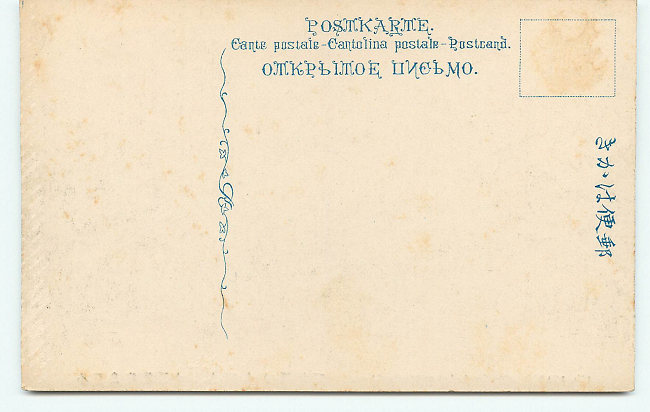 POSTKARTE.
Carte postale-Cartolina postale-Postcard.
ОТКРЫТОЕ ПИСЬМО.
郵便はかき